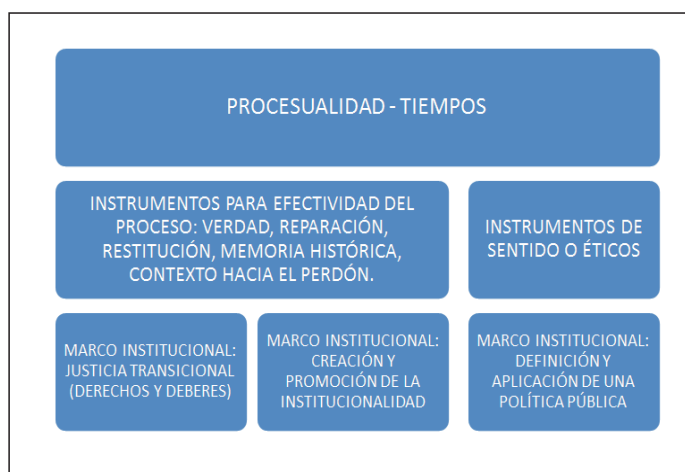 PROCESUALIDAD - TIEMPOS
INSTRUMENTOS PARA EFECTIVIDAD DEL
PROCESO: VERDAD, REPARACIÓN,
RESTITUCIÓN, MEMORIA HISTÓRICA,
CONTEXTO HACIA EL PERDÓN.
INSTRUMENTOS DE
SENTIDO O ÉTICOS
MARCO INSTITUCIONAL:
JUSTICIA TRANSICIONAL
(DERECHOS Y DEBERES)
MARCO INSTITUCIONAL:
CREACIÓN Y
PROMOCIÓN DE LA
INSTITUCIONALIDAD
MARCO INSTITUCIONAL:
DEFINICIÓN Y
APLICACIÓN DE UNA
POLÍTICA PÚBLICA